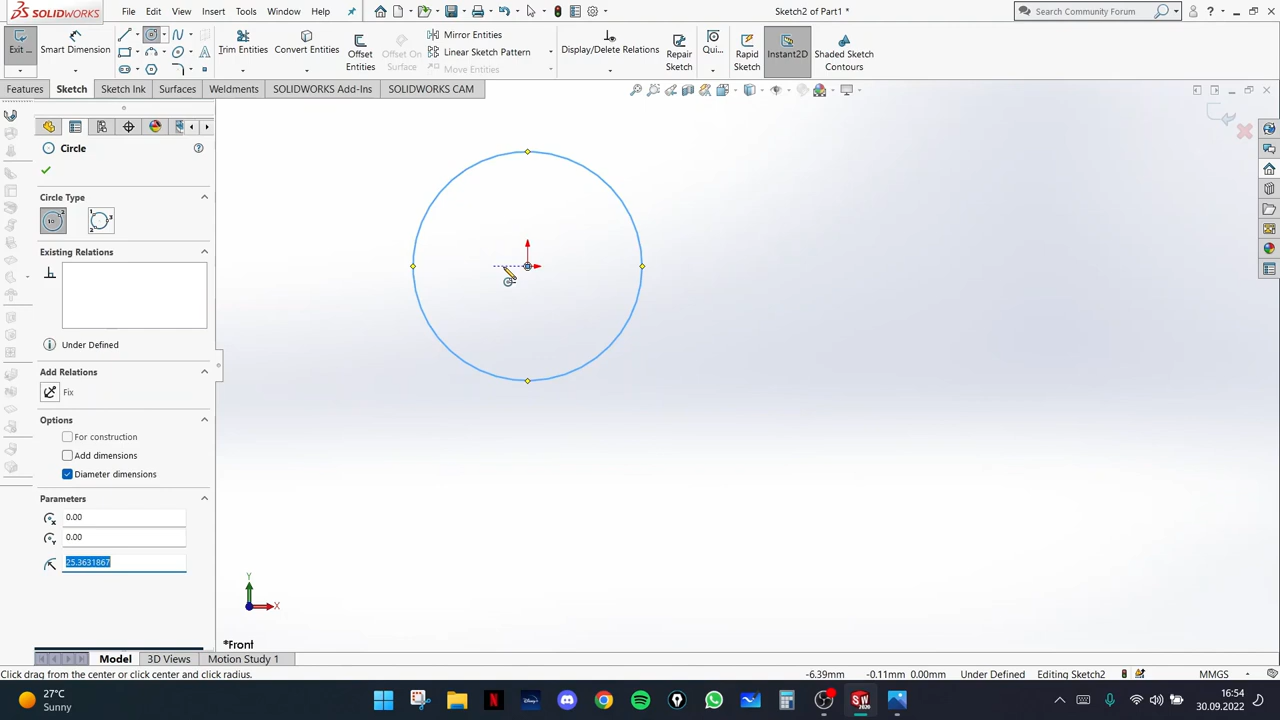 SOLIDWORKS
File
Edit
View
Insert
Tools
Window
Help
Sketch2 of Part1 *
Search Community Forum
Exit ...
Smart Dimension
Trim Entities
Convert Entities
Offset Entities
Offset On Surface
Mirror Entities
Linear Sketch Pattern
Move Entities
Display/Delete Relations
Repair Sketch
Qui...
Rapid Sketch
Instant2D
Shaded Sketch Contours
Features
Sketch
Sketch Ink
Surfaces
Weldments
SOLIDWORKS Add-Ins
SOLIDWORKS CAM
Circle
Circle Type
Existing Relations
Under Defined
Add Relations
Fix
Options
For construction
Add dimensions
Diameter dimensions
Parameters
0.00
0.00
25.3631867
Y
X
*Front
Model
3D Views
Motion Study 1
Click drag from the center or click center and click radius.
-6.39mm
-0.11mm 0.00mm
Under Defined
Editing Sketch2
MMGS
27°C
Sunny
16:54
30.09.2022